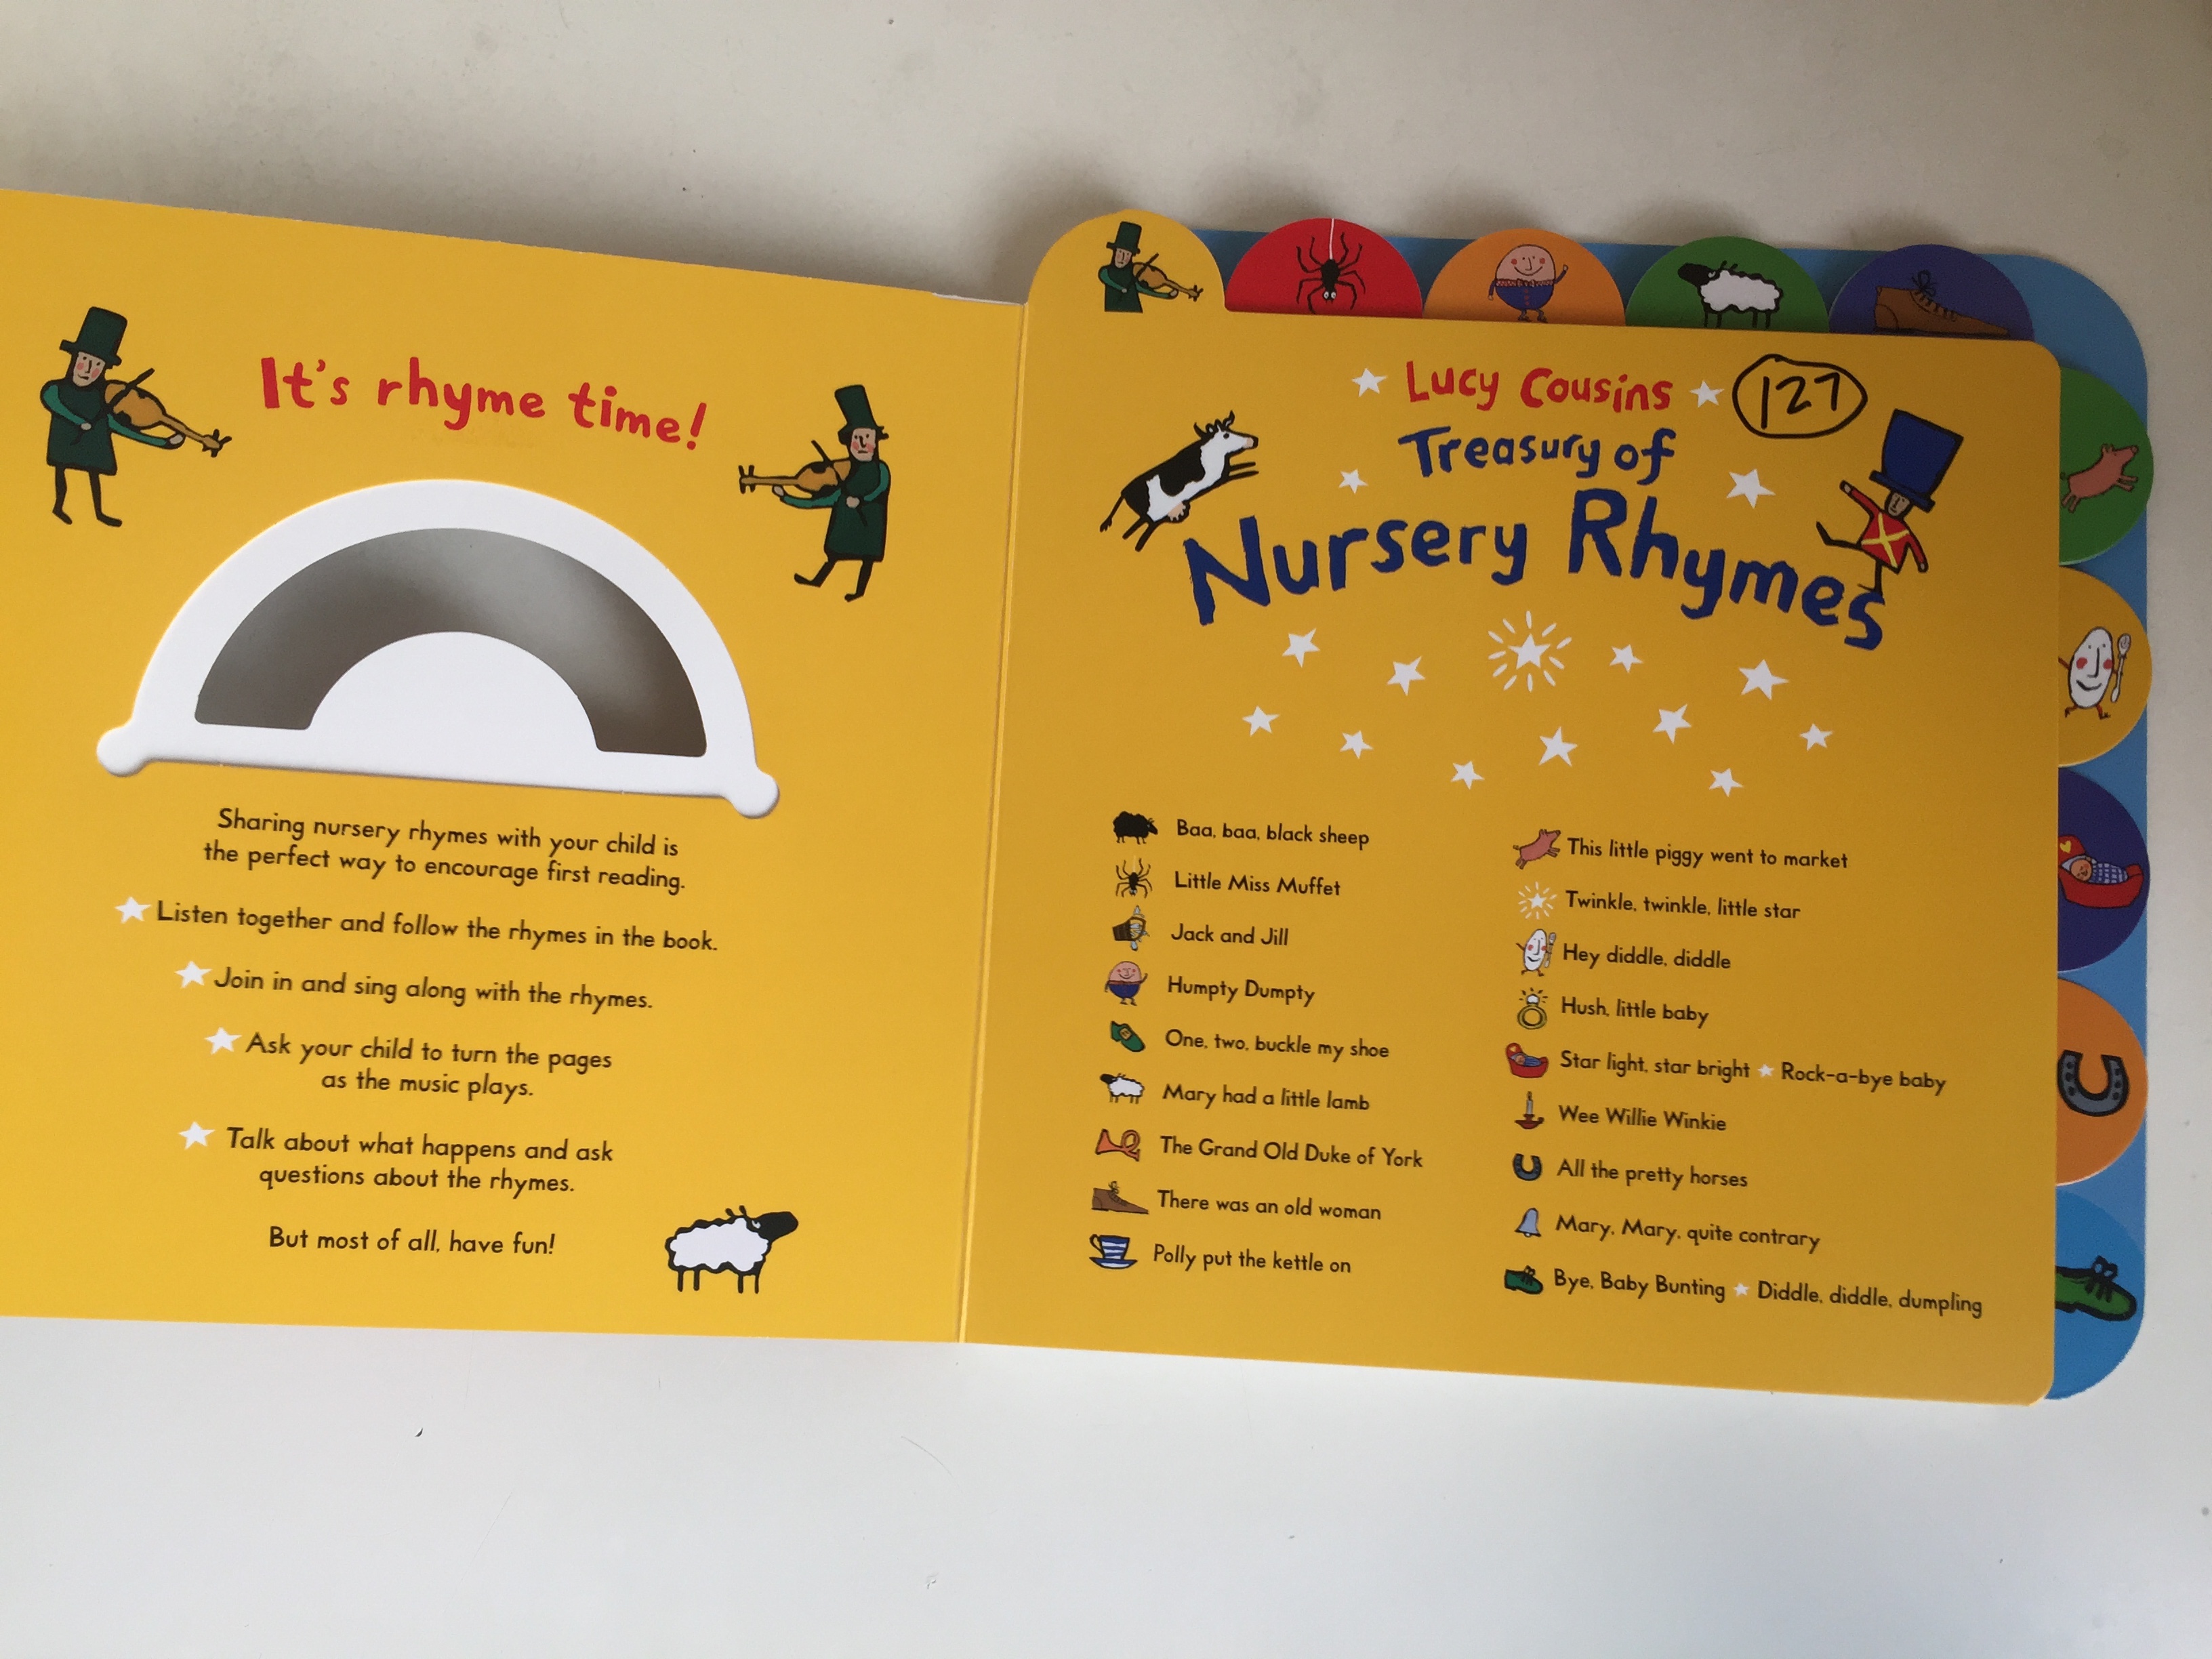 It's rhyme time!
Sharing nursery rhymes with your child is
the perfect way to encourage first reading.
Listen together and follow the rhymes in the book.
Join in and sing along with the rhymes.
Ask your child to turn the pages
as the music plays.
Talk about what happens and ask
questions about the rhymes.
But most of all, have fun!
Lucy Cousins
127
Treasury of
Nursery Rhymes
Baa, baa, black sheep
Little Miss Muffet
Jack and Jill
Humpty Dumpty
One, two, buckle my shoe
Mary had a little lamb
The Grand Old Duke of York
There was an old woman
Polly put the kettle on
This little piggy went to market
Twinkle, twinkle, little star
Hey diddle, diddle
Hush, little baby
Star light, star bright ★ Rock-a-bye baby
Wee Willie Winkie
All the pretty horses
Mary, Mary, quite contrary
Bye, Baby Bunting ★ Diddle, diddle, dumpling